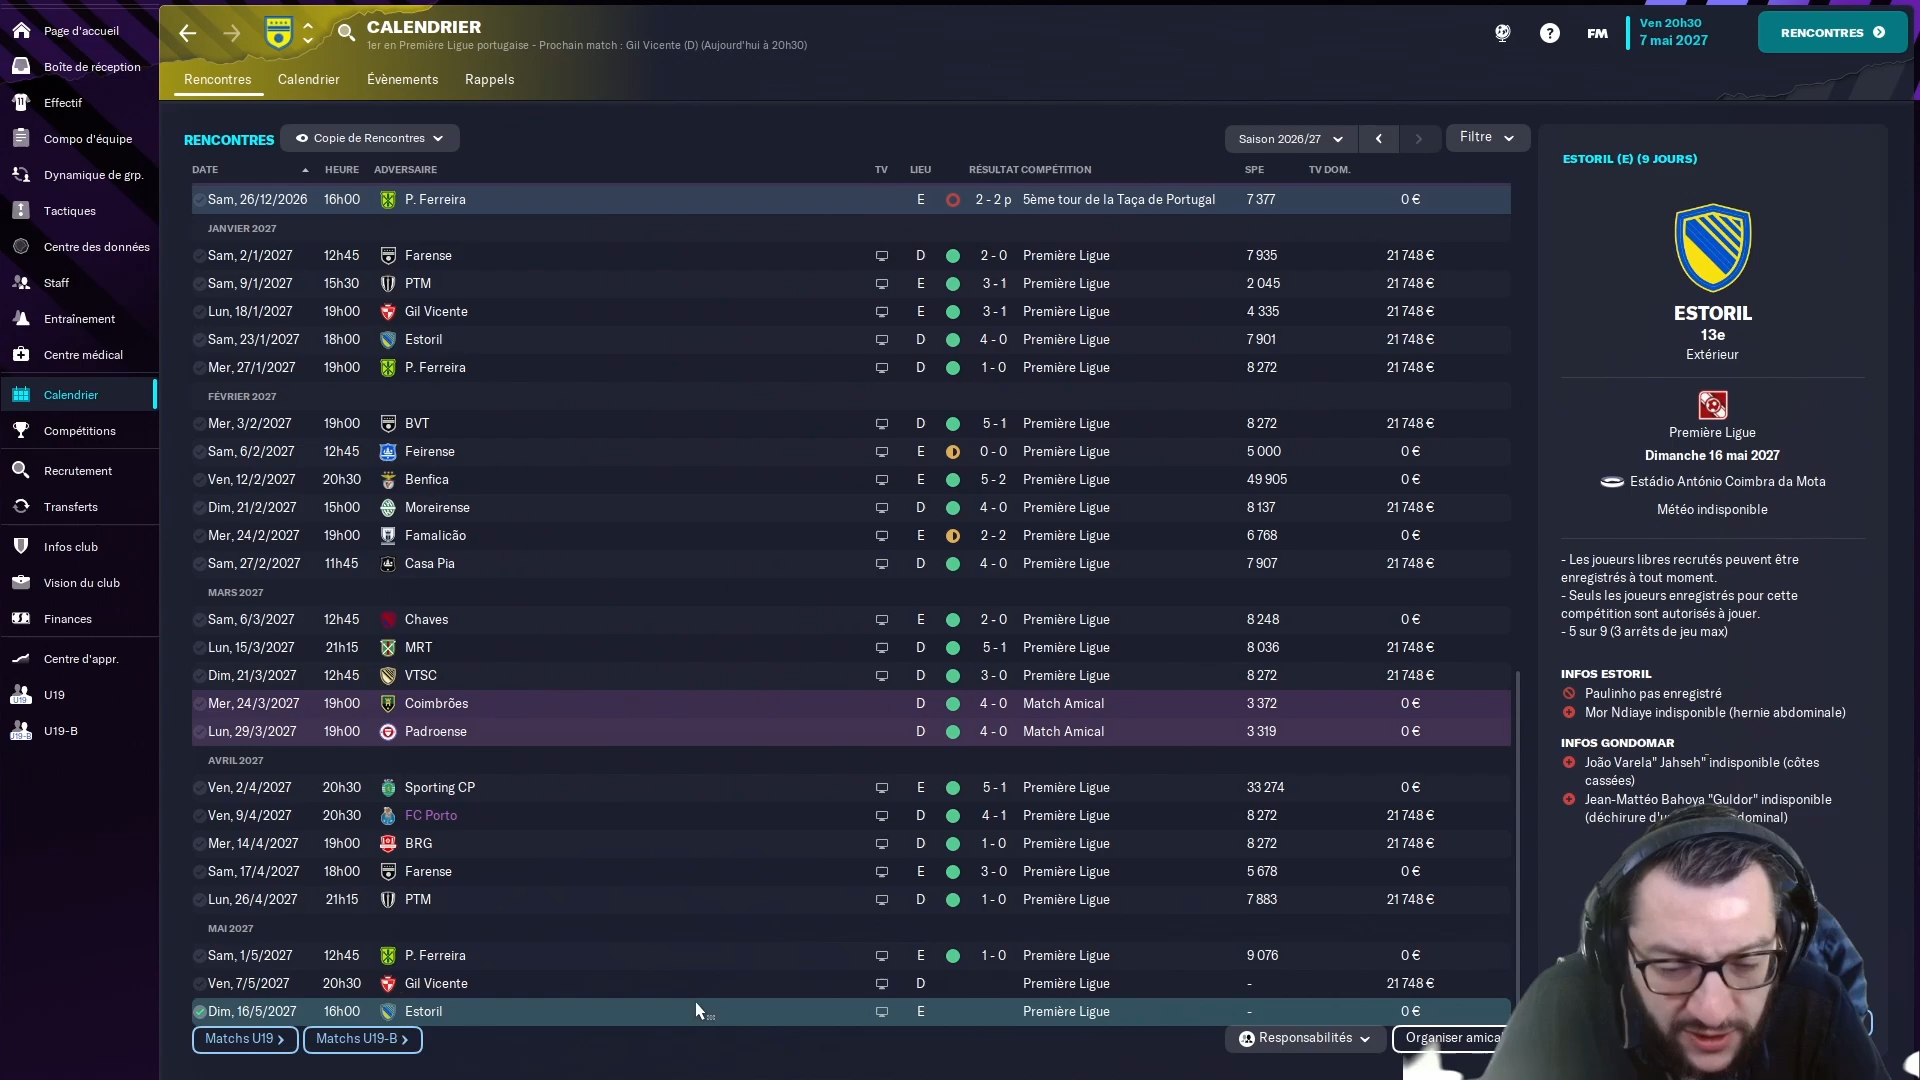 Page d'accueil
Boîte de réception
Effectif
Compo d'équipe
Dynamique de grp.
Tactiques
Centre des données
Staff
Entraînement
Centre médical
Calendrier
Compétitions
Recrutement
Transferts
Infos club
Vision du club
Finances
Centre d'appr.
U19
U19-B
CALENDRIER
1er en Première Ligue portugaise - Prochain match : Gil Vicente (D) (Aujourd'hui à 20h30)
FM
Ven 20h30
7 mai 2027
RENCONTRES
Rencontres Calendrier Évènements Rappels
RENCONTRES Copie de Rencontres Saison 2026/27 Filtre
DATE HEURE ADVERSAIRE TV LIEU RÉSULTAT COMPÉTITION SPE TV DOM.
Sam, 26/12/2026 16h00 P. Ferreira E 2 - 2 p 5ème tour de la Taça de Portugal 7 377 0 €
JANVIER 2027
Sam, 2/1/2027 12h45 Farense D 2 - 0 Première Ligue 7 935 21 748 €
Sam, 9/1/2027 15h30 PTM E 3 - 1 Première Ligue 2 045 21 748 €
Lun, 18/1/2027 19h00 Gil Vicente E 3 - 1 Première Ligue 4 335 21 748 €
Sam, 23/1/2027 18h00 Estoril D 4 - 0 Première Ligue 7 901 21 748 €
Mer, 27/1/2027 19h00 P. Ferreira D 1 - 0 Première Ligue 8 272 21 748 €
FÉVRIER 2027
Mer, 3/2/2027 19h00 BVT D 5 - 1 Première Ligue 8 272 21 748 €
Sam, 6/2/2027 12h45 Feirense E 0 - 0 Première Ligue 5 000 0 €
Ven, 12/2/2027 20h30 Benfica E 5 - 2 Première Ligue 49 905 0 €
Dim, 21/2/2027 15h00 Moreirense D 4 - 0 Première Ligue 8 137 21 748 €
Mer, 24/2/2027 19h00 Famalicão E 2 - 2 Première Ligue 6 768 0 €
Sam, 27/2/2027 11h45 Casa Pia D 4 - 0 Première Ligue 7 907 21 748 €
MARS 2027
Sam, 6/3/2027 12h45 Chaves E 2 - 0 Première Ligue 8 248 0 €
Lun, 15/3/2027 21h15 MRT D 5 - 1 Première Ligue 8 036 21 748 €
Dim, 21/3/2027 12h45 VTSC D 3 - 0 Première Ligue 8 272 21 748 €
Mer, 24/3/2027 19h00 Coimbrões D 4 - 0 Match Amical 3 372 0 €
Lun, 29/3/2027 19h00 Padroense D 4 - 0 Match Amical 3 319 0 €
AVRIL 2027
Ven, 2/4/2027 20h30 Sporting CP E 5 - 1 Première Ligue 33 274 0 €
Ven, 9/4/2027 20h30 FC Porto D 4 - 1 Première Ligue 8 272 21 748 €
Mer, 14/4/2027 19h00 BRG D 1 - 0 Première Ligue 8 272 21 748 €
Sam, 17/4/2027 18h00 Farense E 3 - 0 Première Ligue 5 678 0 €
Lun, 26/4/2027 21h15 PTM D 1 - 0 Première Ligue 7 883 21 748 €
MAI 2027
Sam, 1/5/2027 12h45 P. Ferreira E 1 - 0 Première Ligue 9 076 0 €
Ven, 7/5/2027 20h30 Gil Vicente D Première Ligue - 21 748 €
Dim, 16/5/2027 16h00 Estoril E Première Ligue - 0 €
Matchs U19 Matchs U19-B Responsabilités Organiser amical
ESTORIL (E) (9 JOURS)
ESTORIL
13e
Extérieur
Première Ligue
Dimanche 16 mai 2027
Estádio António Coimbra da Mota
Météo indisponible
- Les joueurs libres recrutés peuvent être
enregistrés à tout moment.
- Seuls les joueurs enregistrés pour cette
compétition sont autorisés à jouer.
- 5 sur 9 (3 arrêts de jeu max)
INFOS ESTORIL
Paulinho pas enregistré
Mor Ndiaye indisponible (hernie abdominale)
INFOS GONDOMAR
João Varela" Jahseh" indisponible (côtes
cassées)
Jean-Mattéo Bahoya "Guldor" indisponible
(déchirure